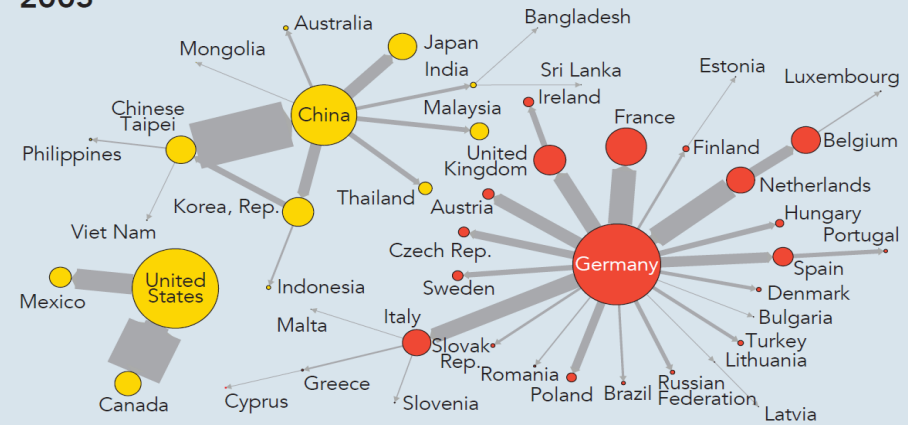 Australia
Bangladesh
Mongolia
Japan
India
Sri Lanka
Estonia
Luxembourg
Chinese
Taipei
China
Malaysia
Ireland
France
Philippines
United
Kingdom
Finland
Belgium
Netherlands
Korea, Rep.
Thailand
Austria
Hungary
Viet Nam
Czech Rep.
Portugal
Germany
Spain
United
States
Mexico
Indonesia
Sweden
Denmark
Bulgaria
Malta
Italy
Slovak
Rep.
Turkey
Lithuania
Romania
Greece
Poland
Brazil
Russian
Federation
Canada
Cyprus
Slovenia
Latvia